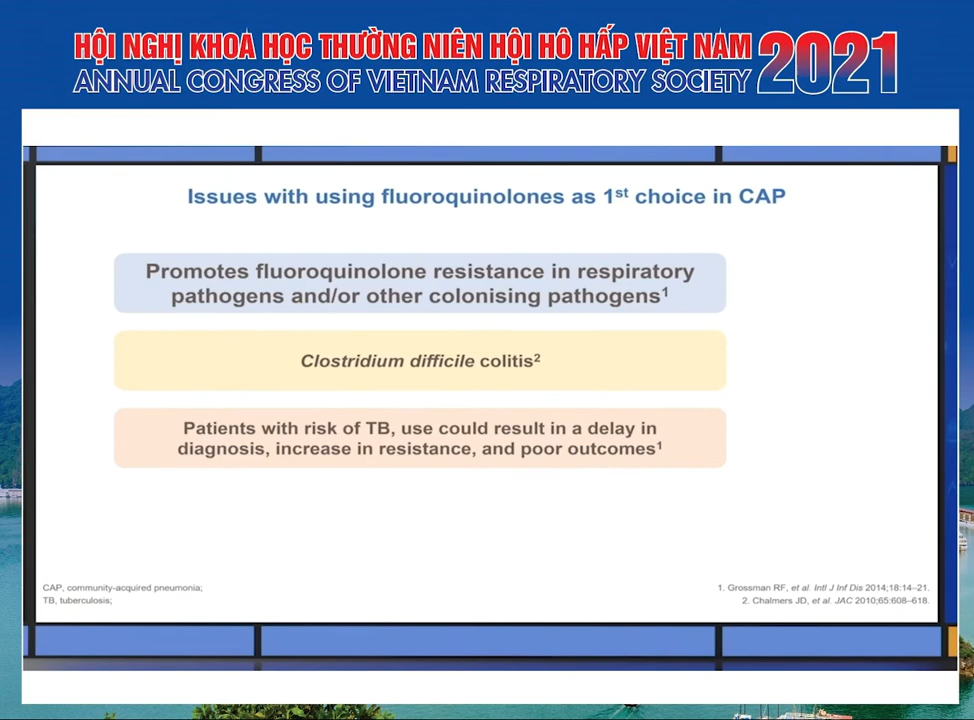 HỘI NGHỊ KHOA HỌC THƯỜNG NIÊN HỘI HÔ HẤP VIỆT NAM 2021
ANNUAL CONGRESS OF VIETNAM RESPIRATORY SOCIETY
Issues with using fluoroquinolones as 1st choice in CAP
Promotes fluoroquinolone resistance in respiratory
pathogens and/or other colonising pathogens1
Clostridium difficile colitis2
Patients with risk of TB, use could result in a delay in
diagnosis, increase in resistance, and poor outcomes1
CAP, community-acquired pneumonia;
TB, tuberculosis;
1. Grossman RF, et al. Intl J Inf Dis 2014;18:14–21.
2. Chalmers JD, et al. JAC 2010;65:608–618.